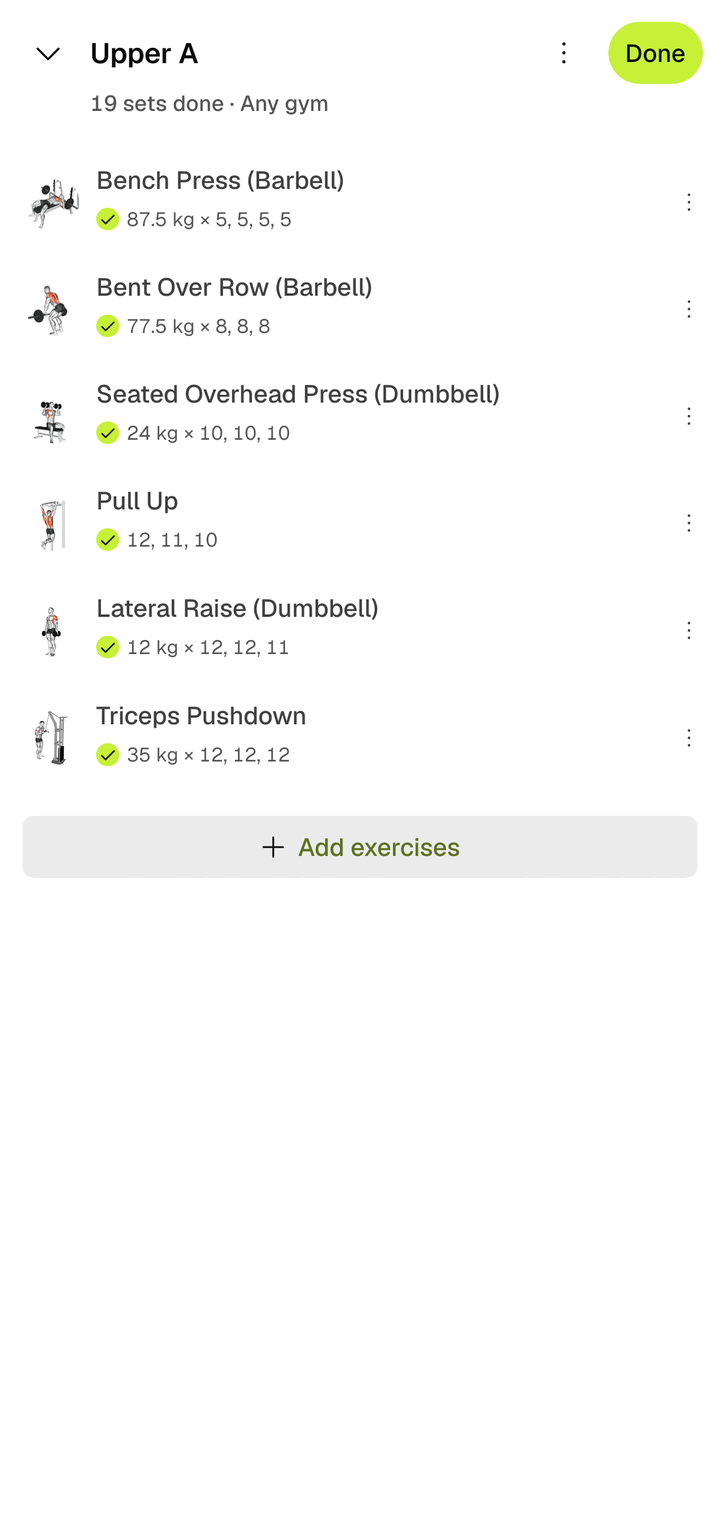 Upper A
Done
19 sets done · Any gym
Bench Press (Barbell)
87.5 kg × 5, 5, 5, 5
Bent Over Row (Barbell)
77.5 kg × 8, 8, 8
Seated Overhead Press (Dumbbell)
24 kg × 10, 10, 10
Pull Up
12, 11, 10
Lateral Raise (Dumbbell)
12 kg × 12, 12, 11
Triceps Pushdown
35 kg × 12, 12, 12
Add exercises